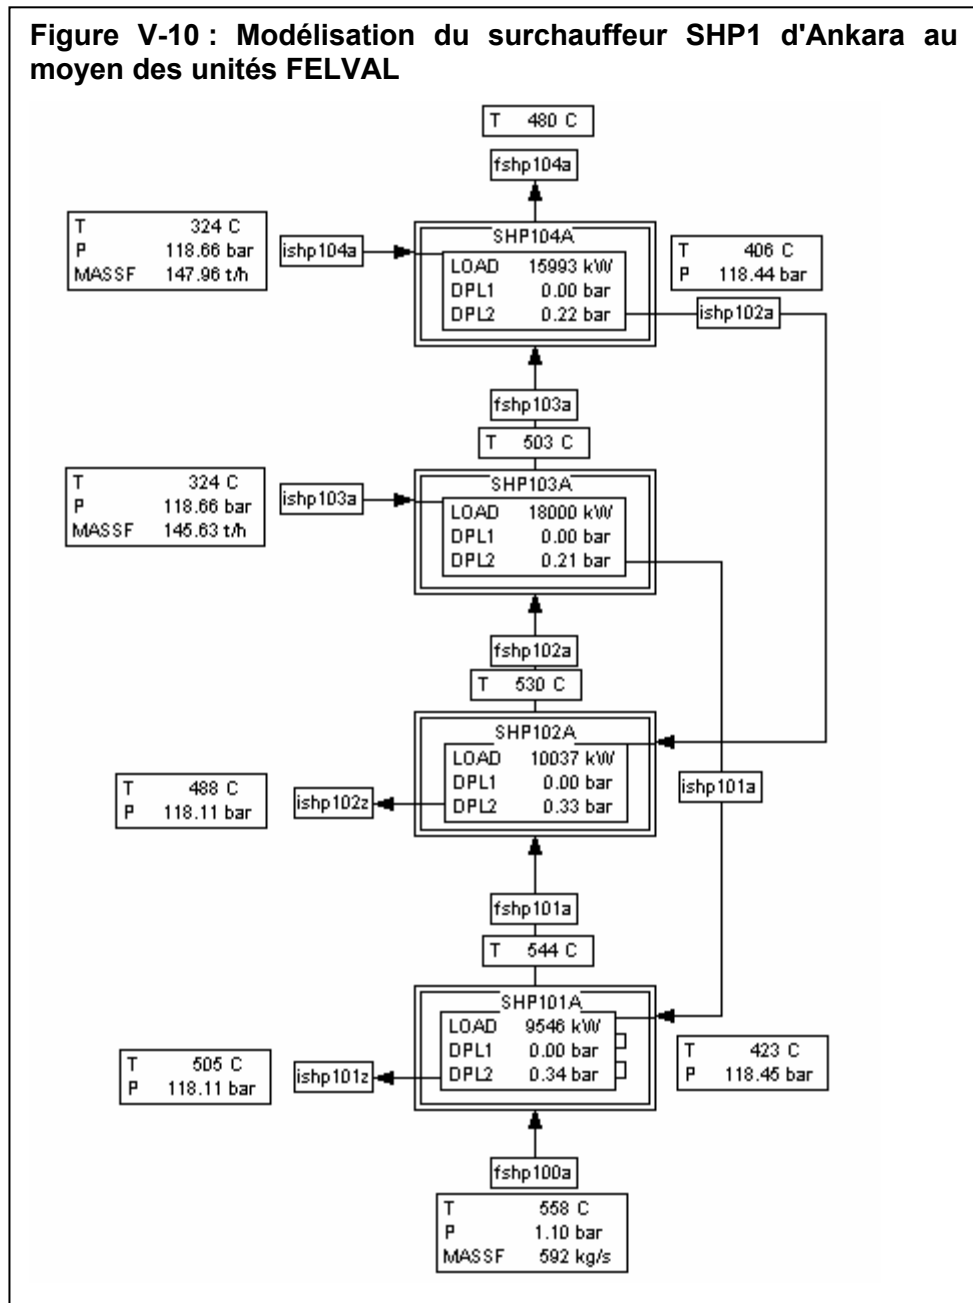 Figure V-10 : Modélisation du surchauffeur SHP1 d'Ankara au
moyen des unités FELVAL
T 480 C
fshp104a
T 324 C
P 118.66 bar
MASSF 147.96 t/h
ishp104a
SHP104A
LOAD 15993 kW
DPL1 0.00 bar
DPL2 0.22 bar
T 406 C
P 118.44 bar
ishp102a
fshp103a
T 503 C
T 324 C
P 118.66 bar
MASSF 145.63 t/h
ishp103a
SHP103A
LOAD 18000 kW
DPL1 0.00 bar
DPL2 0.21 bar
fshp102a
T 530 C
SHP102A
LOAD 10037 kW
DPL1 0.00 bar
DPL2 0.33 bar
T 488 C
P 118.11 bar
ishp102z
ishp101a
fshp101a
T 544 C
SHP101A
LOAD 9546 kW
DPL1 0.00 bar
DPL2 0.34 bar
T 505 C
P 118.11 bar
ishp101z
T 423 C
P 118.45 bar
fshp100a
T 558 C
P 1.10 bar
MASSF 592 kg/s